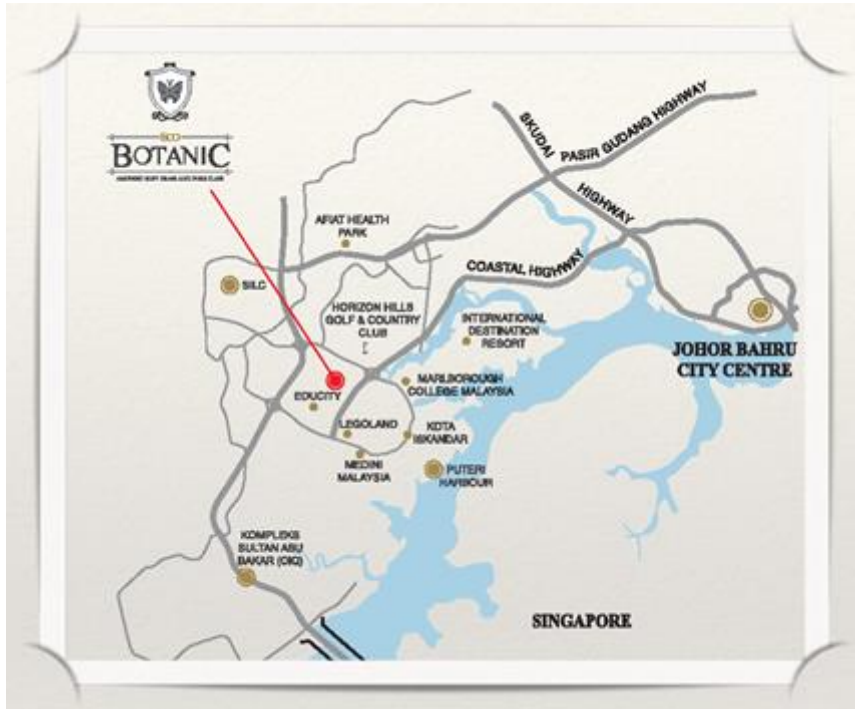 ECO
BOTANIC
SKUDAI
HIGHWAY
PASIR GUDANG HIGHWAY
AFIAT HEALTH
PARK
COASTAL HIGHWAY
SILC
HORIZON HILLS
GOLF & COUNTRY
CLUB
INTERNATIONAL
DESTINATION
RESORT
JOHOR BAHRU
CITY CENTRE
MARLBOROUGH
COLLEGE MALAYSIA
EDUCITY
LEGOLAND
KOTA
ISKANDAR
MEDINI
MALAYSIA
PUTERI
HARBOUR
KOMPLEKS
SULTAN ABU
BAKAR (CIQ)
SINGAPORE